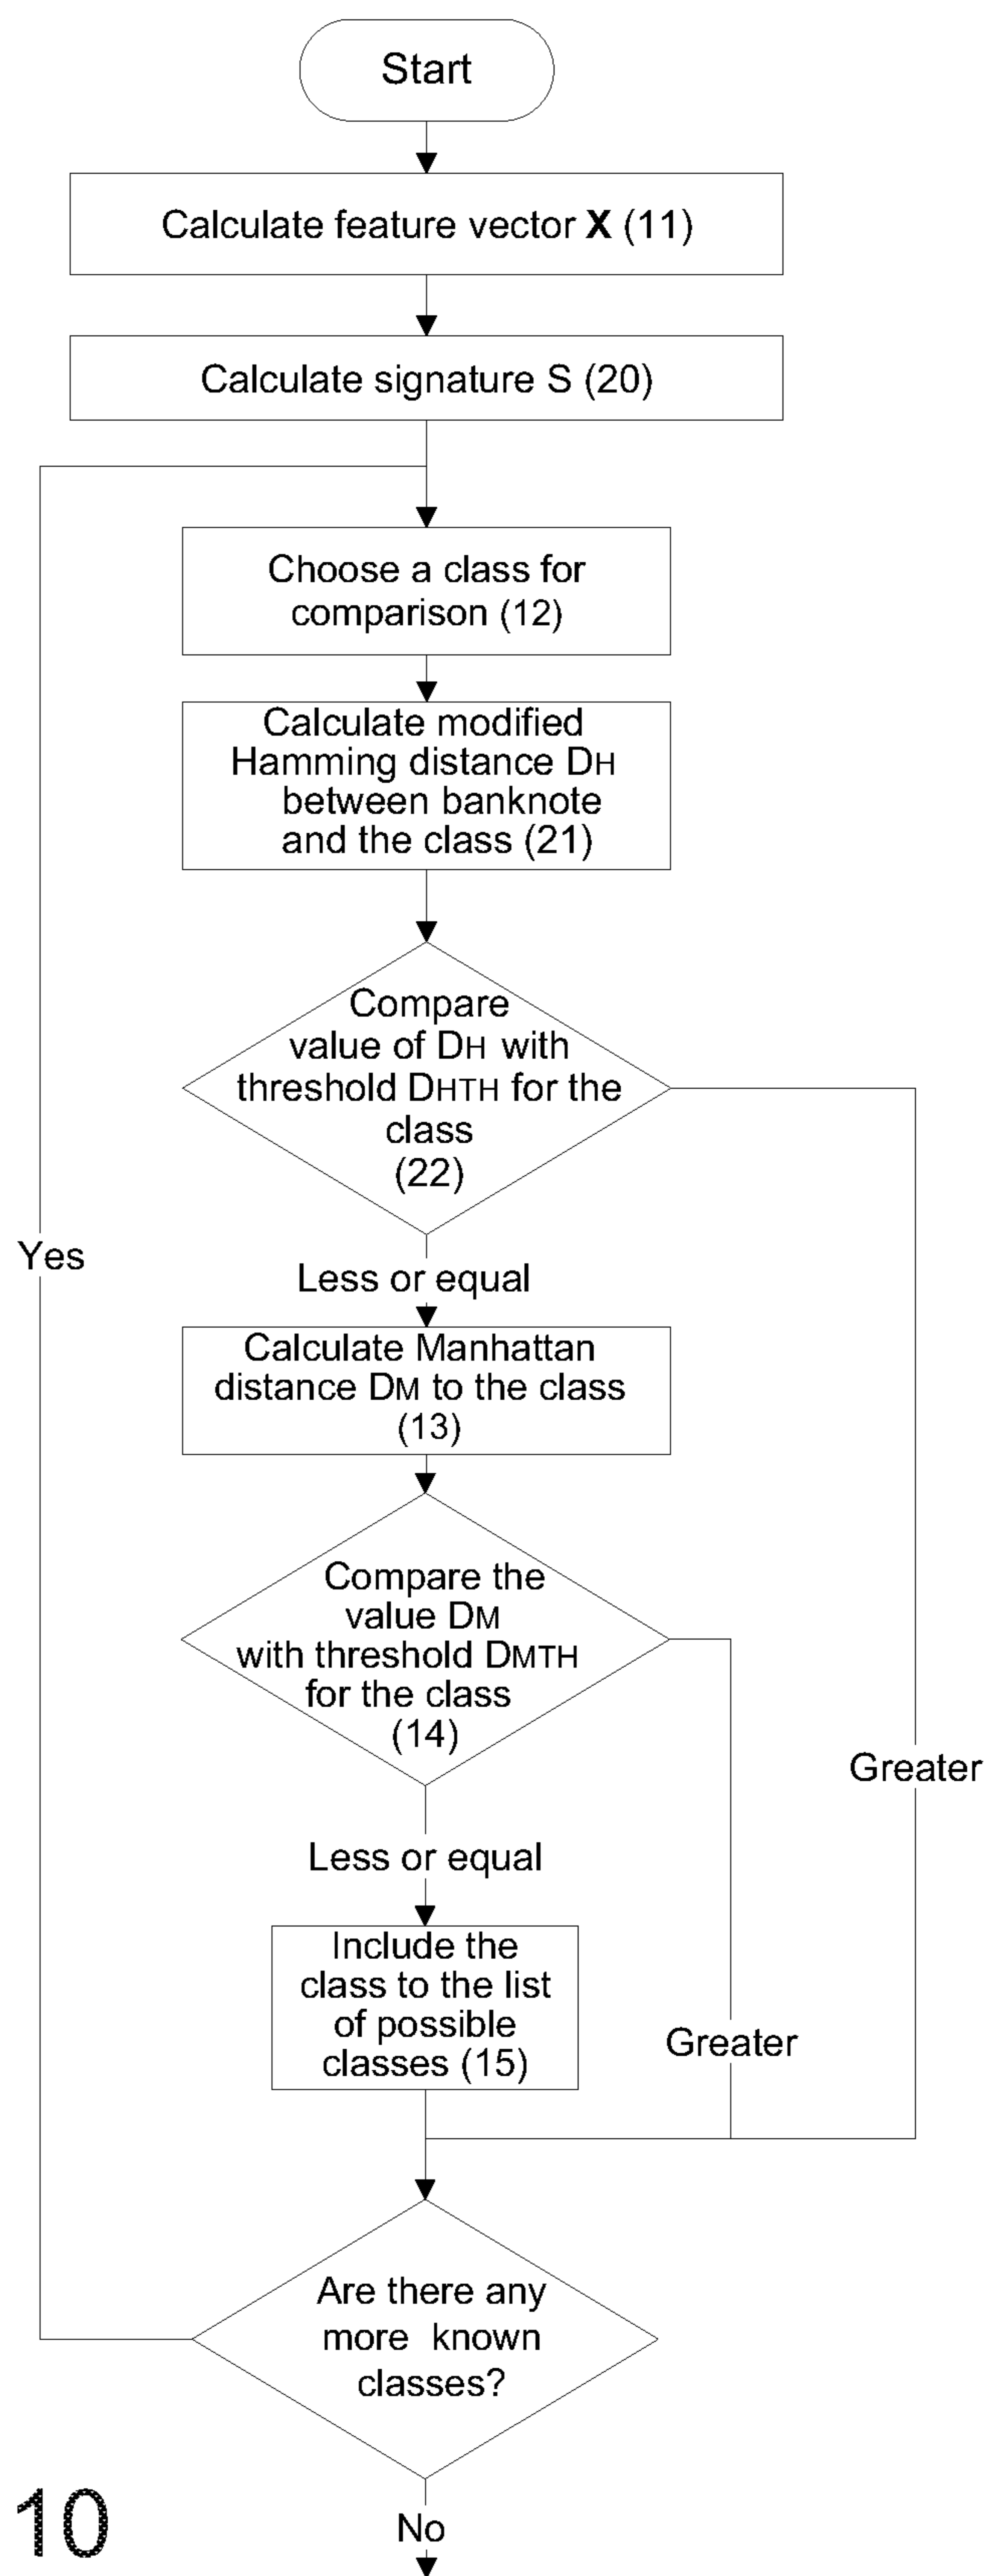 Start
Calculate feature vector X (11)
Calculate signature S (20)
Choose a class for
comparison (12)
Calculate modified
Hamming distance DH
between banknote
and the class (21)
Compare
value of DH with
threshold DHTH for the
class
(22)
Yes
Less or equal
Calculate Manhattan
distance DM to the class
(13)
Compare the
value DM
with threshold DMTH
for the class
(14)
Greater
Less or equal
Include the
class to the list
of possible
classes (15)
Greater
Are there any
more known
classes?
10
No